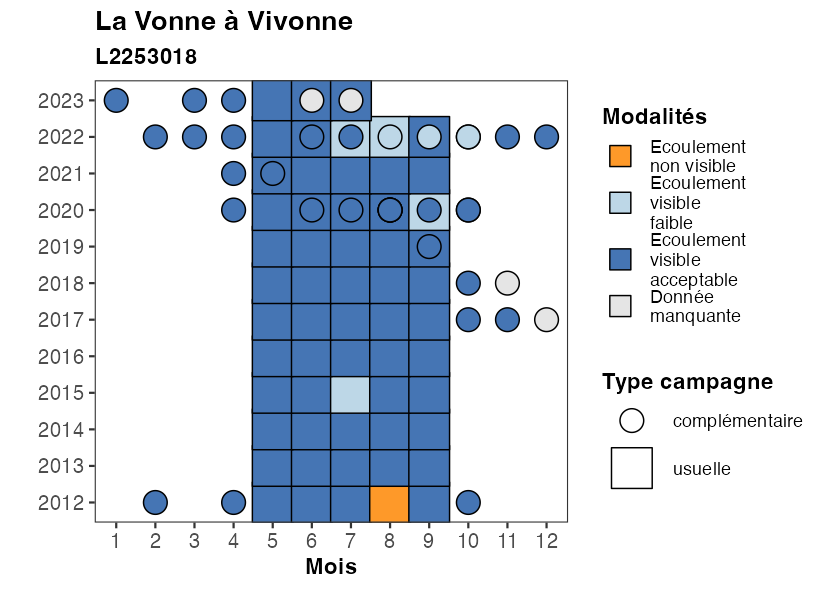 La Vonne à Vivonne
L2253018
2023
2022
2021
2020
2019
2018
2017
2016
2015
2014
2013
2012
1 2 3 4 5 6 7 8 9 10 11 12
Mois
Modalités
Ecoulement
non visible
Ecoulement
visible
faible
Ecoulement
visible
acceptable
Donnée
manquante
Type campagne
complémentaire
usuelle